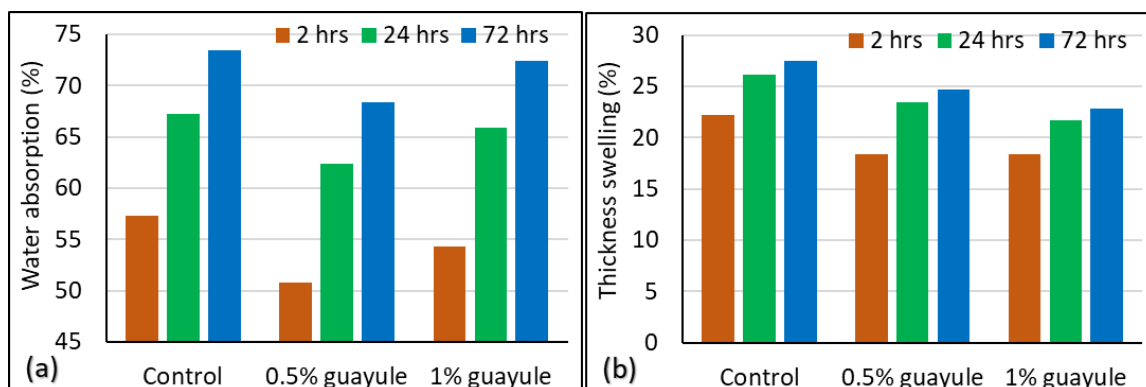 75
70
65
60
55
50
45
Water absorption (%)
2 hrs 24 hrs 72 hrs
(a)
Control 0.5% guayule 1% guayule
30
25
20
15
10
5
0
Thickness swelling (%)
2 hrs 24 hrs 72 hrs
(b)
Control 0.5% guayule 1% guayule